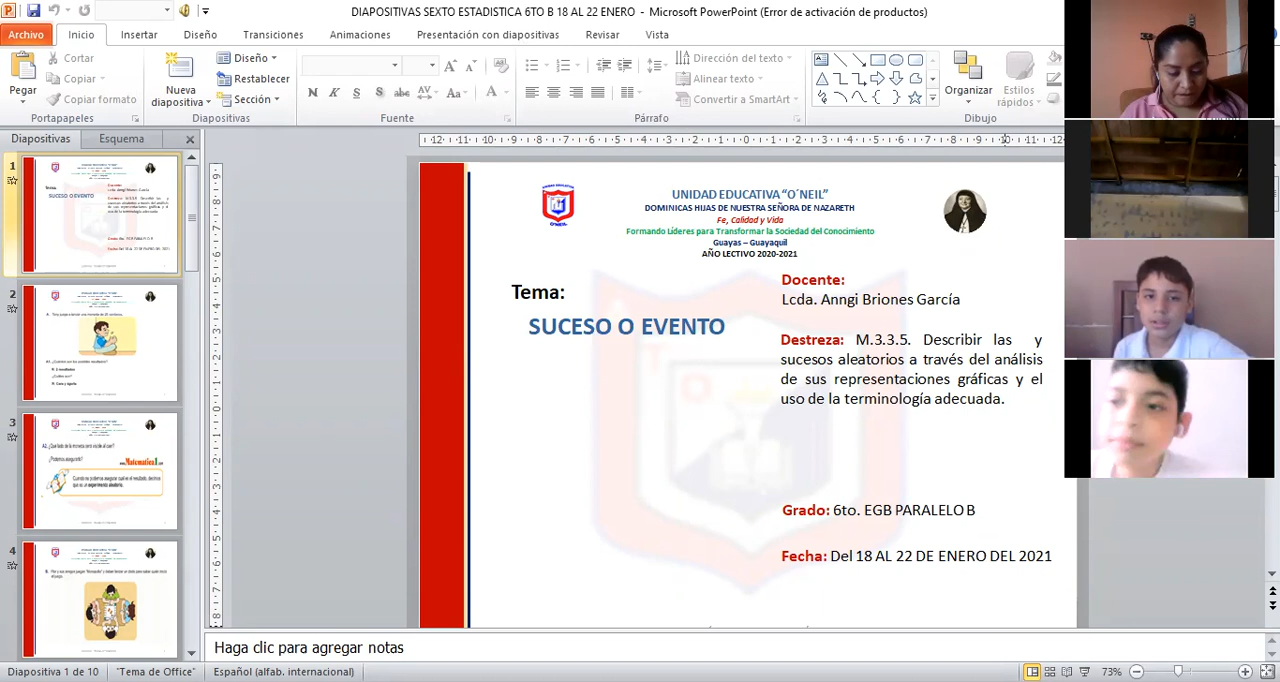 DIAPOSITIVAS SEXTO ESTADISTICA 6TO B 18 AL 22 ENERO - Microsoft PowerPoint (Error de activación de productos)
Archivo Inicio Insertar Diseño Transiciones Animaciones Presentación con diapositivas Revisar Vista
Cortar
Copiar
Copiar formato
Pegar
Portapapeles
Nueva
diapositiva
Diseño
Restablecer
Sección
Diapositivas
N K S S abc AV Aa A
Fuente
Dirección del texto
Alinear texto
Convertir a SmartArt
Párrafo
Organizar
Estilos
rápidos
Dibujo
Diapositivas Esquema
1
2
3
4
UNIDAD EDUCATIVA "O´NEIL"
DOMINICAS HIJAS DE NUESTRA SEÑORA DE NAZARETH
Fe, Calidad y Vida
Formando Líderes para Transformar la Sociedad del Conocimiento
Guayas – Guayaquil
AÑO LECTIVO 2020-2021
Tema:
SUCESO O EVENTO
Docente:
Lcda. Anngi Briones García
Destreza: M.3.3.5. Describir las y
sucesos aleatorios a través del análisis
de sus representaciones gráficas y el
uso de la terminología adecuada.
Grado: 6to. EGB PARALELO B
Fecha: Del 18 AL 22 DE ENERO DEL 2021
Haga clic para agregar notas
Diapositiva 1 de 10 "Tema de Office" Español (alfab. internacional) 73%